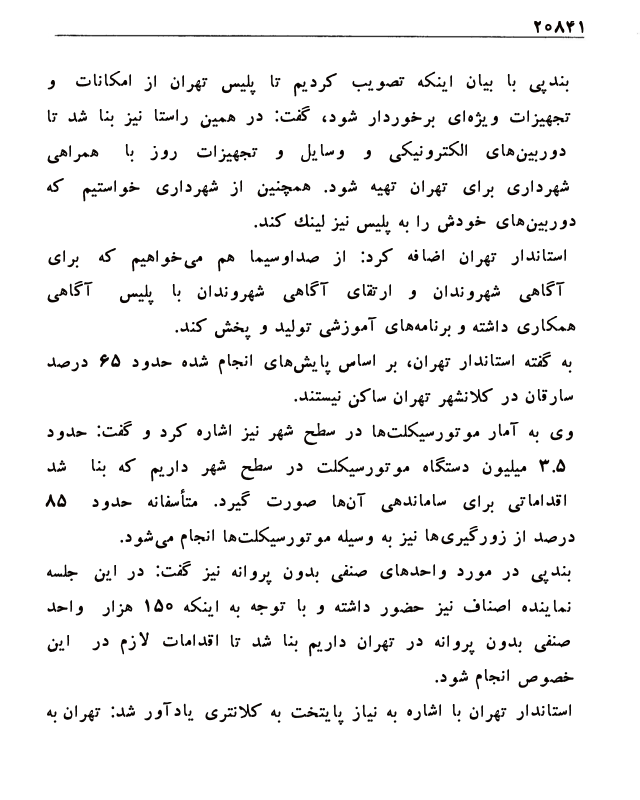 ۲۰۸۴۱
بندپی با بیان اینکه تصویب کردیم تا پلیس تهران از امکانات و
تجهیزات ویژه‌ای برخوردار شود، گفت: در همین راستا نیز بنا شد تا
دوربین‌های الکترونیکی و وسایل و تجهیزات روز با همراهی
شهرداری برای تهران تهیه شود. همچنین از شهرداری خواستیم که
دوربین‌های خودش را به پلیس نیز لینك کند.
استاندار تهران اضافه کرد: از صداوسیما هم می‌خواهیم که برای
آگاهی شهروندان و ارتقای آگاهی شهروندان با پلیس آگاهی
همکاری داشته و برنامه‌های آموزشی تولید و پخش کند.
به گفته استاندار تهران، بر اساس پایش‌های انجام شده حدود ۶۵ درصد
سارقان در کلانشهر تهران ساکن نیستند.
وی به آمار موتورسیکلت‌ها در سطح شهر نیز اشاره کرد و گفت: حدود
۳.۵ میلیون دستگاه موتورسیکلت در سطح شهر داریم که بنا شد
اقداماتی برای ساماندهی آن‌ها صورت گیرد. متأسفانه حدود ۸۵
درصد از زورگیری‌ها نیز به وسیله موتورسیکلت‌ها انجام می‌شود.
بندپی در مورد واحدهای صنفی بدون پروانه نیز گفت: در این جلسه
نماینده اصناف نیز حضور داشته و با توجه به اینکه ۱۵۰ هزار واحد
صنفی بدون پروانه در تهران داریم بنا شد تا اقدامات لازم در این
خصوص انجام شود.
استاندار تهران با اشاره به نیاز پایتخت به کلانتری یادآور شد: تهران به